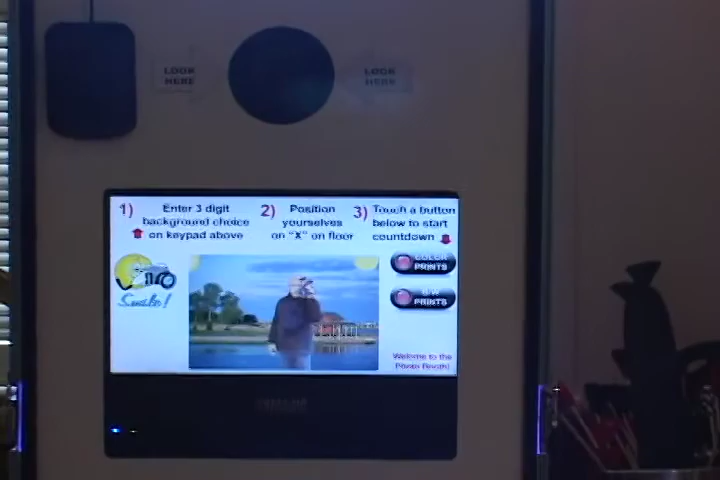 LOOK
HERE
LOOK
HERE
1) Enter 3 digit
background choice
on keypad above
2) Position
yourselves
on "X" on floor
3) Touch a button
below to start
countdown
Smile!
COLOR
PRINTS
B/W
PRINTS
Welcome to the
Photo Booth!